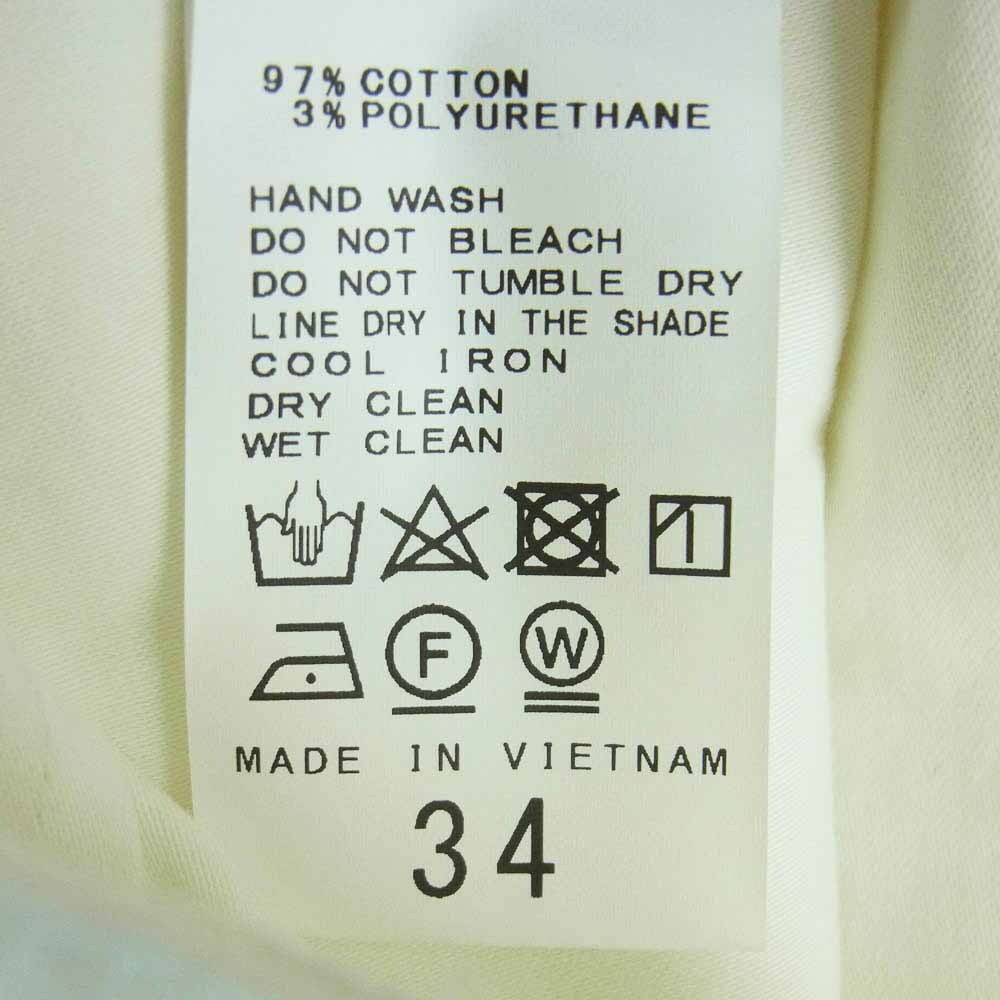 97% COTTON
3% POLYURETHANE
HAND WASH
DO NOT BLEACH
DO NOT TUMBLE DRY
LINE DRY IN THE SHADE
COOL IRON
DRY CLEAN
WET CLEAN
F W
MADE IN VIETNAM
34